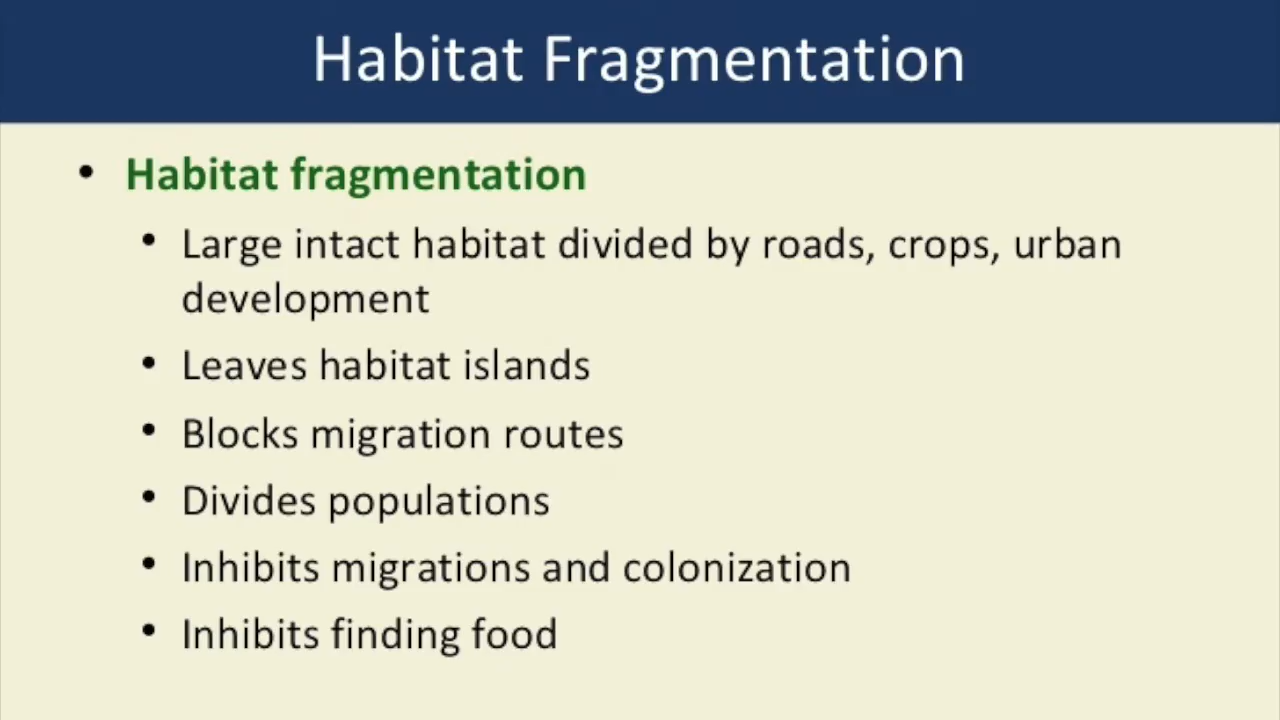 Habitat Fragmentation
• Habitat fragmentation
• Large intact habitat divided by roads, crops, urban
development
• Leaves habitat islands
• Blocks migration routes
• Divides populations
• Inhibits migrations and colonization
• Inhibits finding food